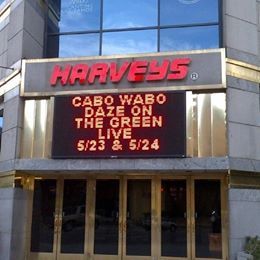 HARVEYS®
CABO WABO
DAZE ON
THE GREEN
LIVE
5/23 & 5/24